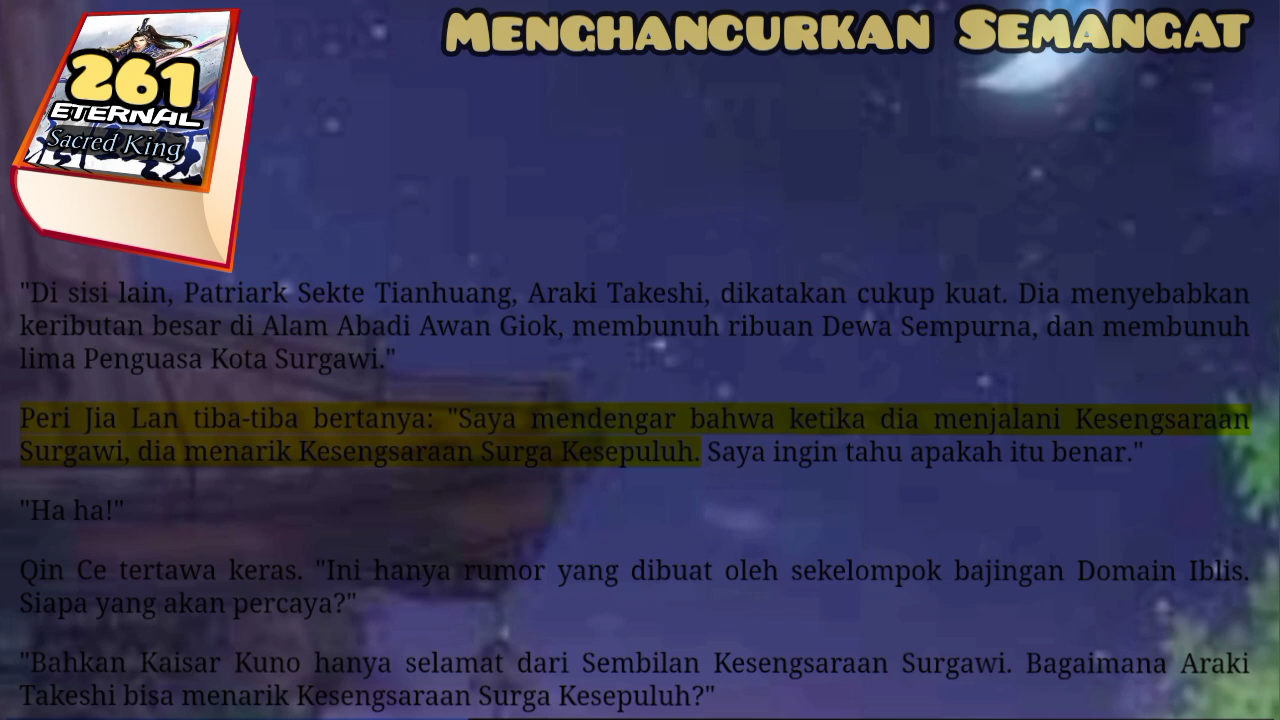 261
ETERNAL
Sacred King
Menghancurkan Semangat
"Di sisi lain, Patriark Sekte Tianhuang, Araki Takeshi, dikatakan cukup kuat. Dia menyebabkan
keributan besar di Alam Abadi Awan Giok, membunuh ribuan Dewa Sempurna, dan membunuh
lima Penguasa Kota Surgawi."
Peri Jia Lan tiba-tiba bertanya: "Saya mendengar bahwa ketika dia menjalani Kesengsaraan
Surgawi, dia menarik Kesengsaraan Surga Kesepuluh. Saya ingin tahu apakah itu benar."
"Ha ha!"
Qin Ce tertawa keras. "Ini hanya rumor yang dibuat oleh sekelompok bajingan Domain Iblis.
Siapa yang akan percaya?"
"Bahkan Kaisar Kuno hanya selamat dari Sembilan Kesengsaraan Surgawi. Bagaimana Araki
Takeshi bisa menarik Kesengsaraan Surga Kesepuluh?"